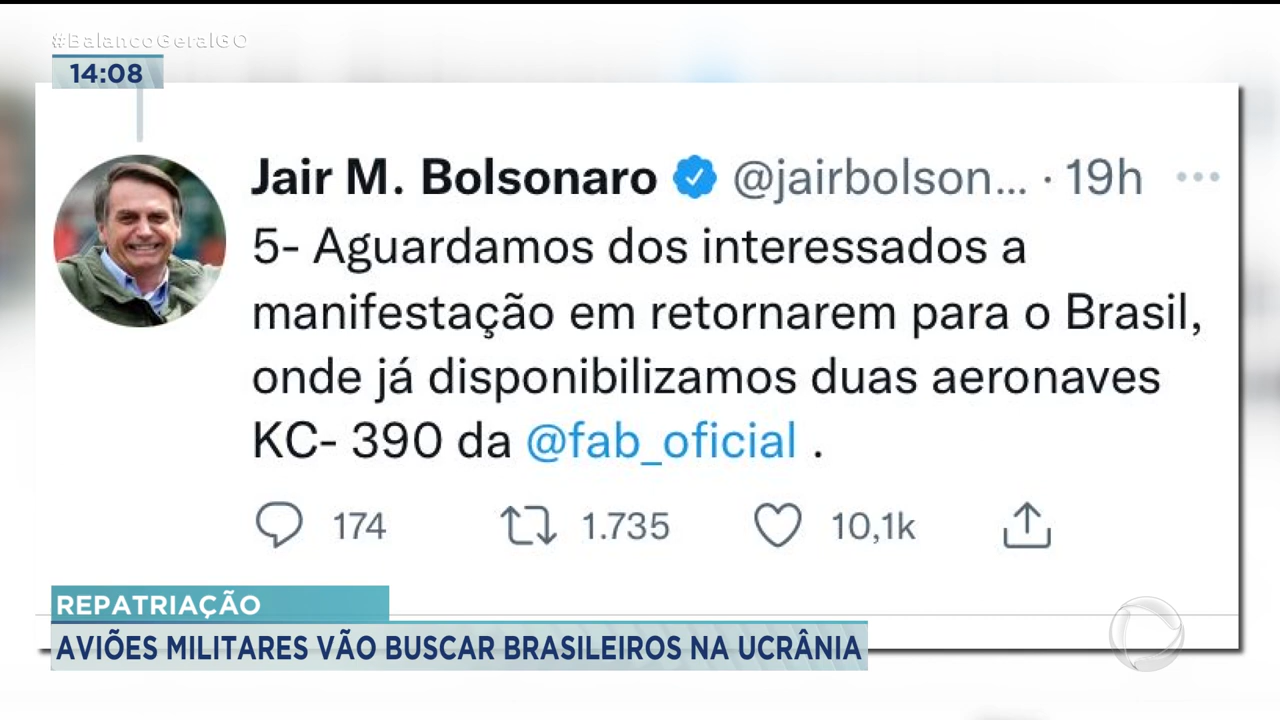 #BalancoGeralGO
14:08
Jair M. Bolsonaro @jairbolson... · 19h
5- Aguardamos dos interessados a
manifestação em retornarem para o Brasil,
onde já disponibilizamos duas aeronaves
KC- 390 da @fab_oficial .
174 1.735 10,1k
REPATRIAÇÃO
AVIÕES MILITARES VÃO BUSCAR BRASILEIROS NA UCRÂNIA